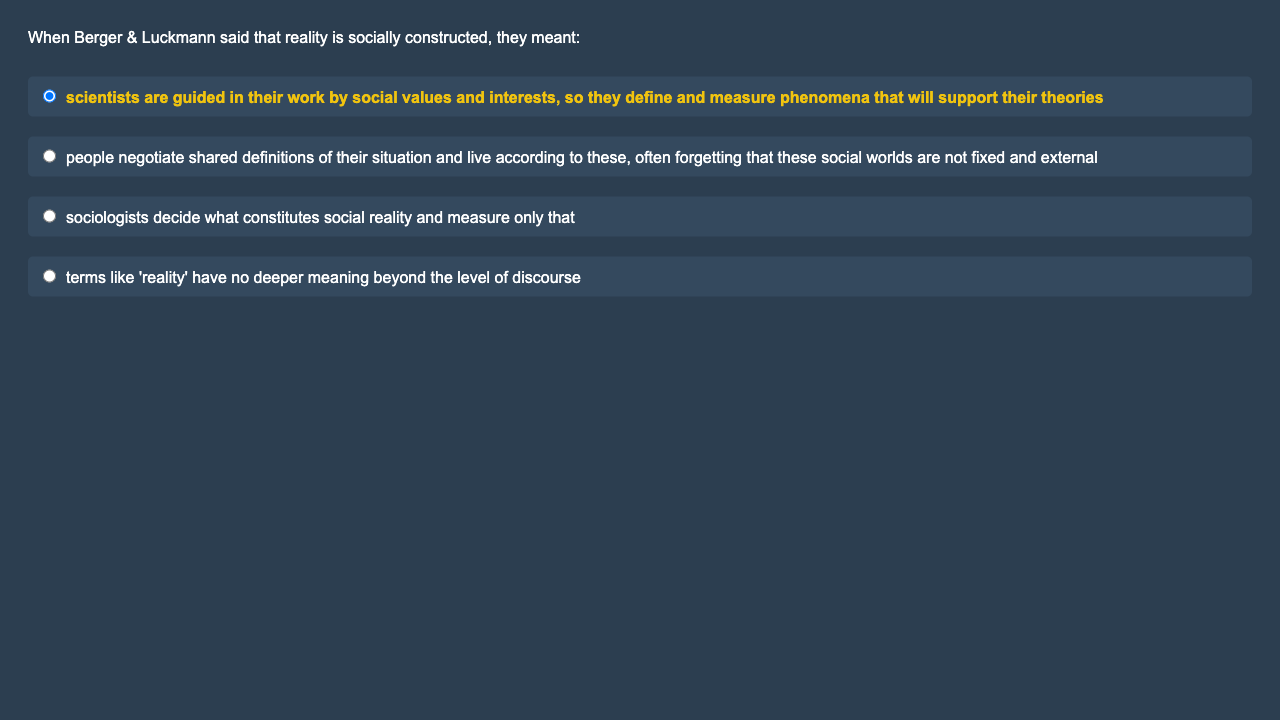 When Berger & Luckmann said that reality is socially constructed, they meant:
scientists are guided in their work by social values and interests, so they define and measure phenomena that will support their theories
people negotiate shared definitions of their situation and live according to these, often forgetting that these social worlds are not fixed and external
sociologists decide what constitutes social reality and measure only that
terms like 'reality' have no deeper meaning beyond the level of discourse